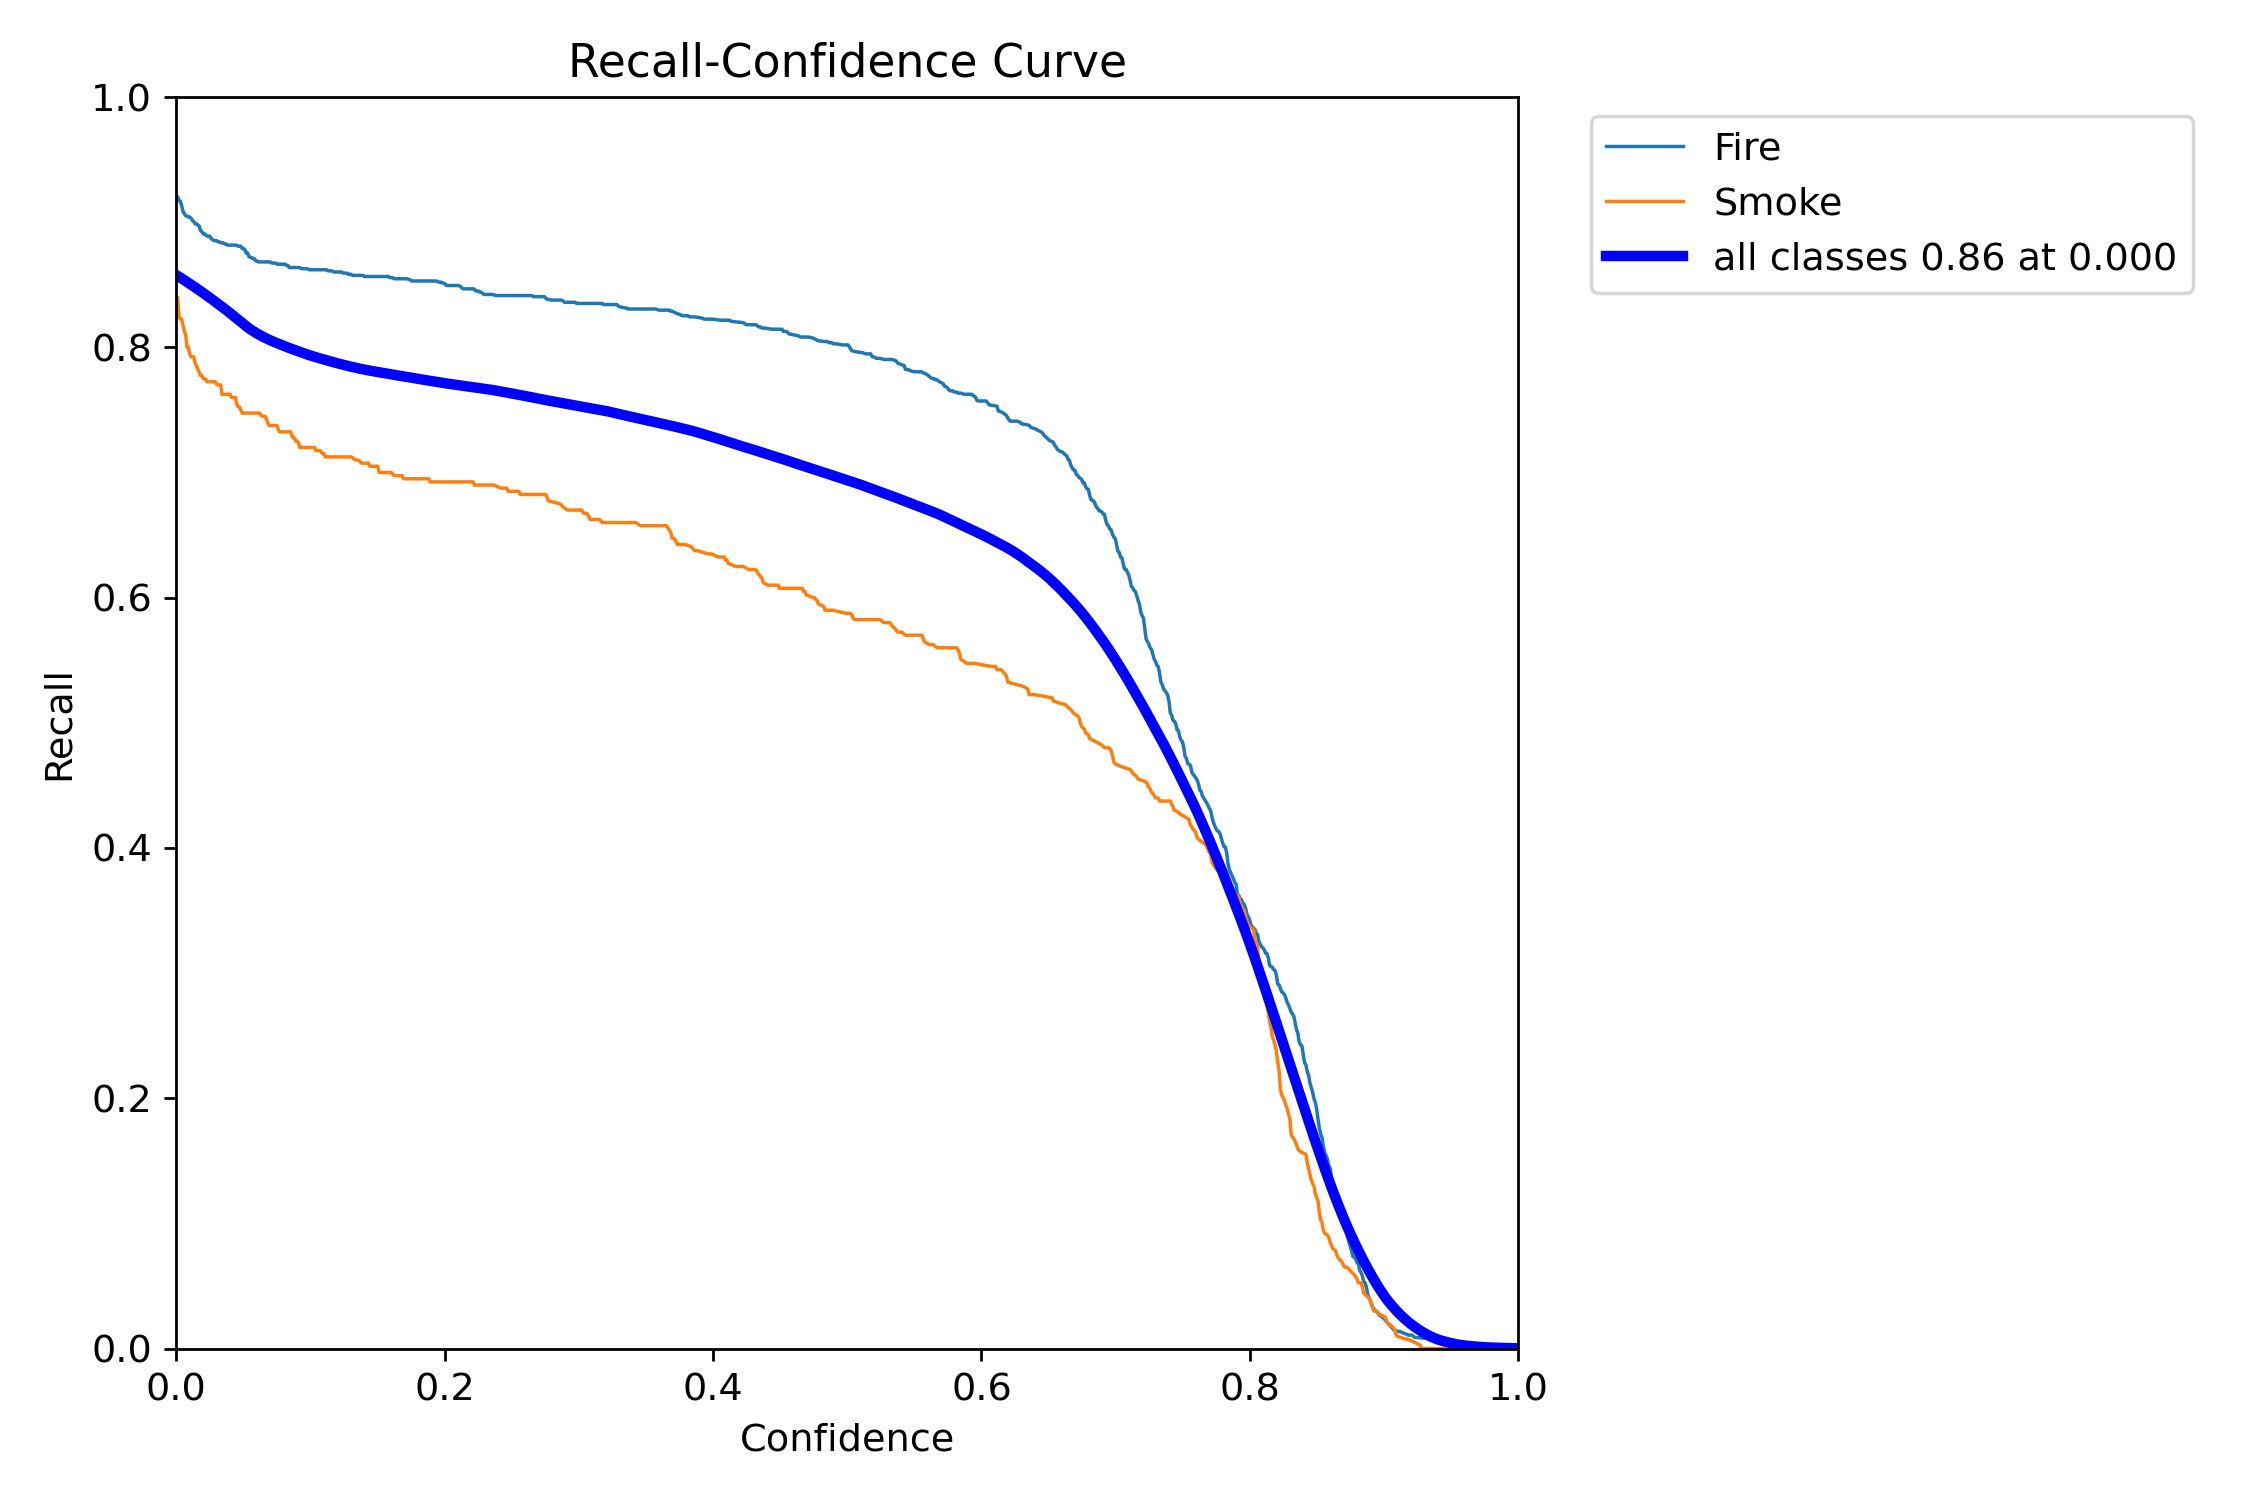 Recall-Confidence Curve
1.0
0.8
0.6
0.4
0.2
0.0
Recall
0.0 0.2 0.4 0.6 0.8 1.0
Confidence
Fire
Smoke
all classes 0.86 at 0.000